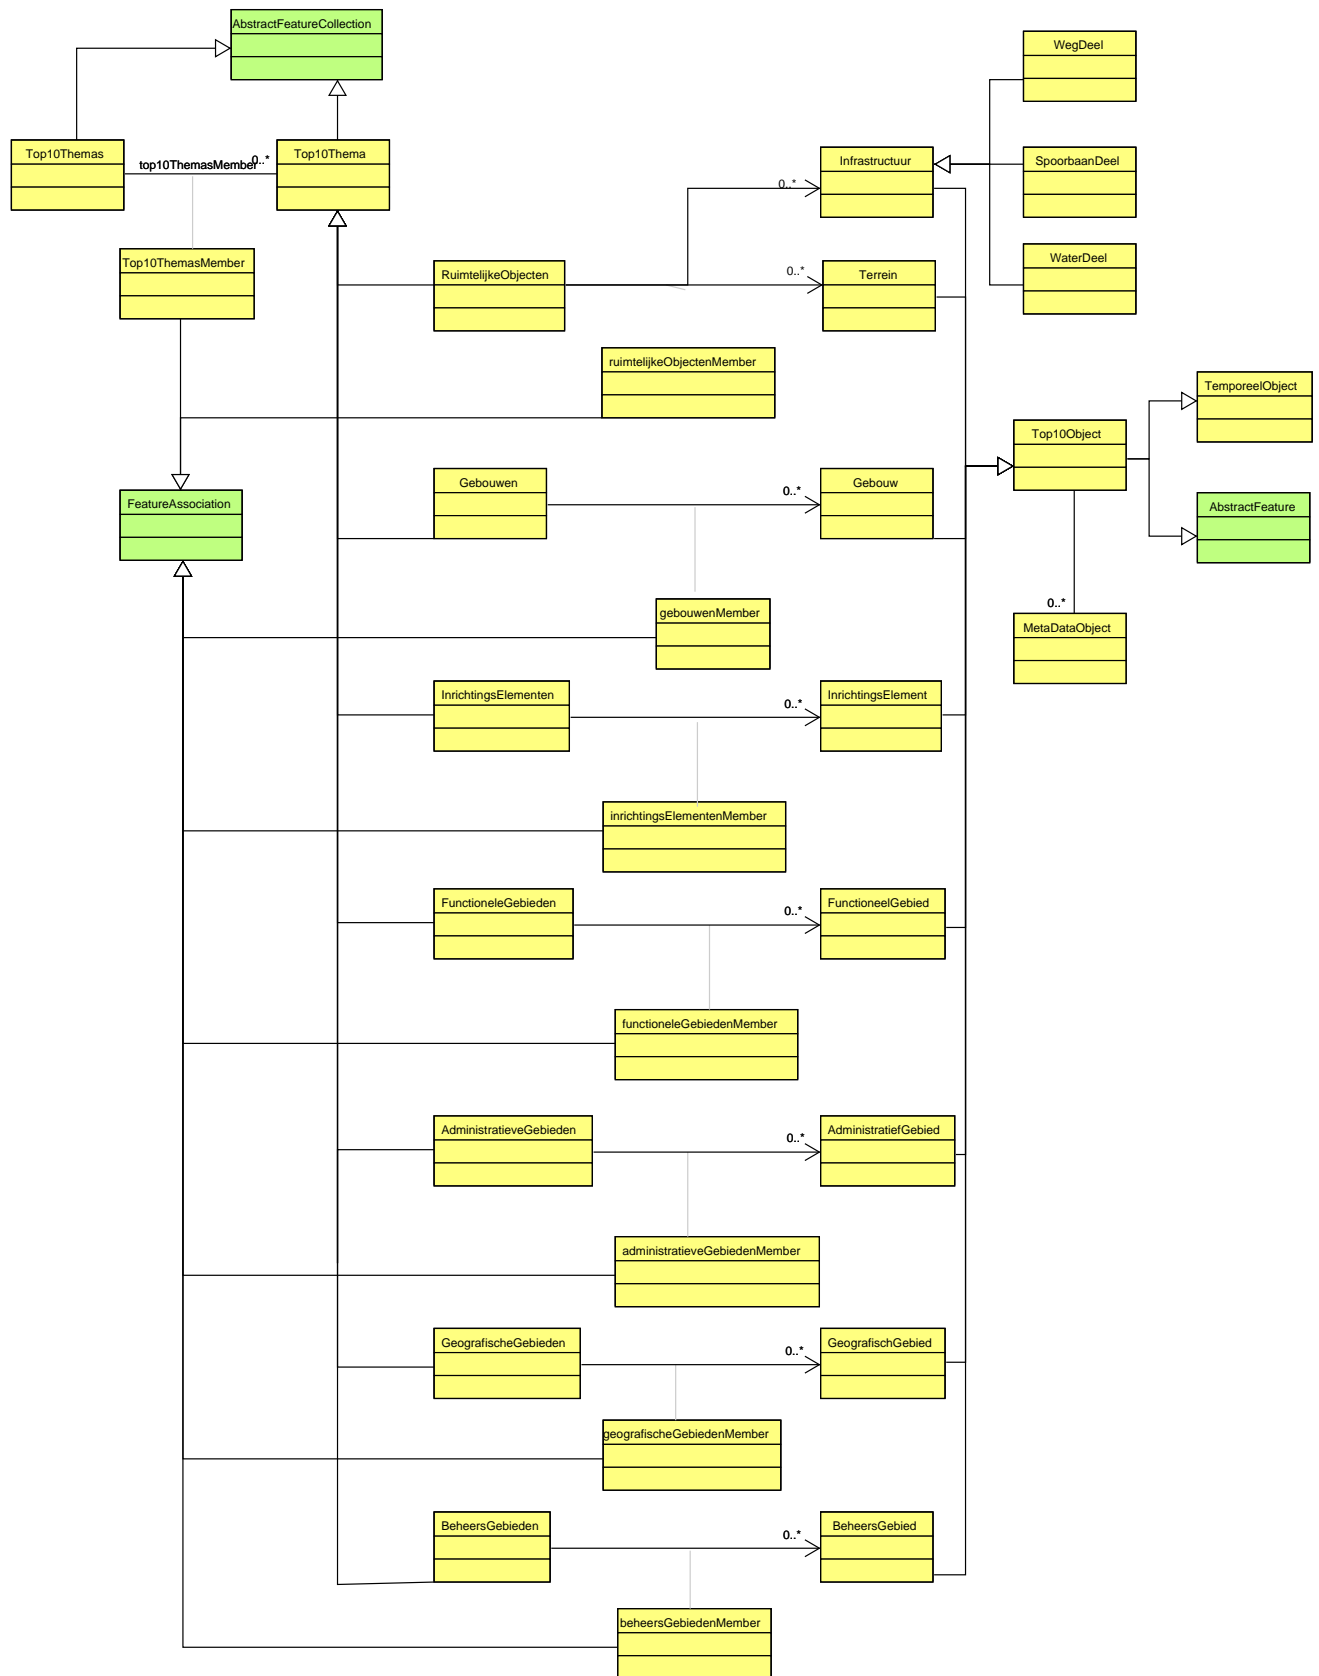 AbstractFeatureCollection
WegDeel
Top10Themas
top10ThemasMember
0..*
Top10Thema
Infrastructuur
SpoorbaanDeel
0..*
Top10ThemasMember
RuimtelijkeObjecten
0..*
Terrein
WaterDeel
ruimtelijkeObjectenMember
TemporeelObject
Top10Object
Gebouwen
0..*
Gebouw
FeatureAssociation
AbstractFeature
gebouwenMember
0..*
MetaDataObject
InrichtingsElementen
0..*
InrichtingsElement
inrichtingsElementenMember
FunctioneleGebieden
0..*
FunctioneelGebied
functioneleGebiedenMember
AdministratieveGebieden
0..*
AdministratiefGebied
administratieveGebiedenMember
GeografischeGebieden
0..*
GeografischGebied
geografischeGebiedenMember
BeheersGebieden
0..*
BeheersGebied
beheersGebiedenMember